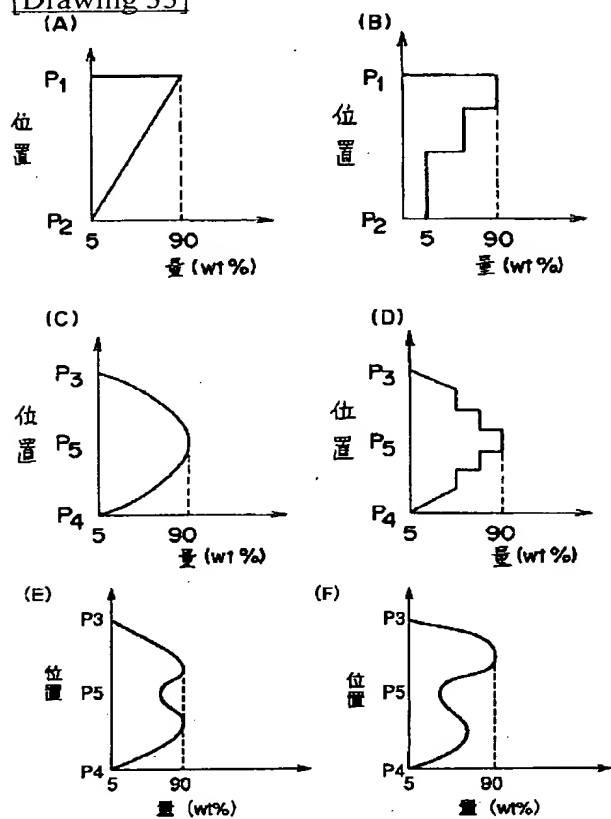 [Drawing 33]
(A)
P1
位置
P2
5 90
量 (wt%)
(B)
P1
位置
P2
5 90
量 (wt%)
(C)
P3
位置
P5
P4
5 90
量 (wt%)
(D)
P3
位置
P5
P4
5 90
量 (wt%)
(E)
P3
位置
P5
P4
5 90
量 (wt%)
(F)
P3
位置
P5
P4
5 90
量 (wt%)